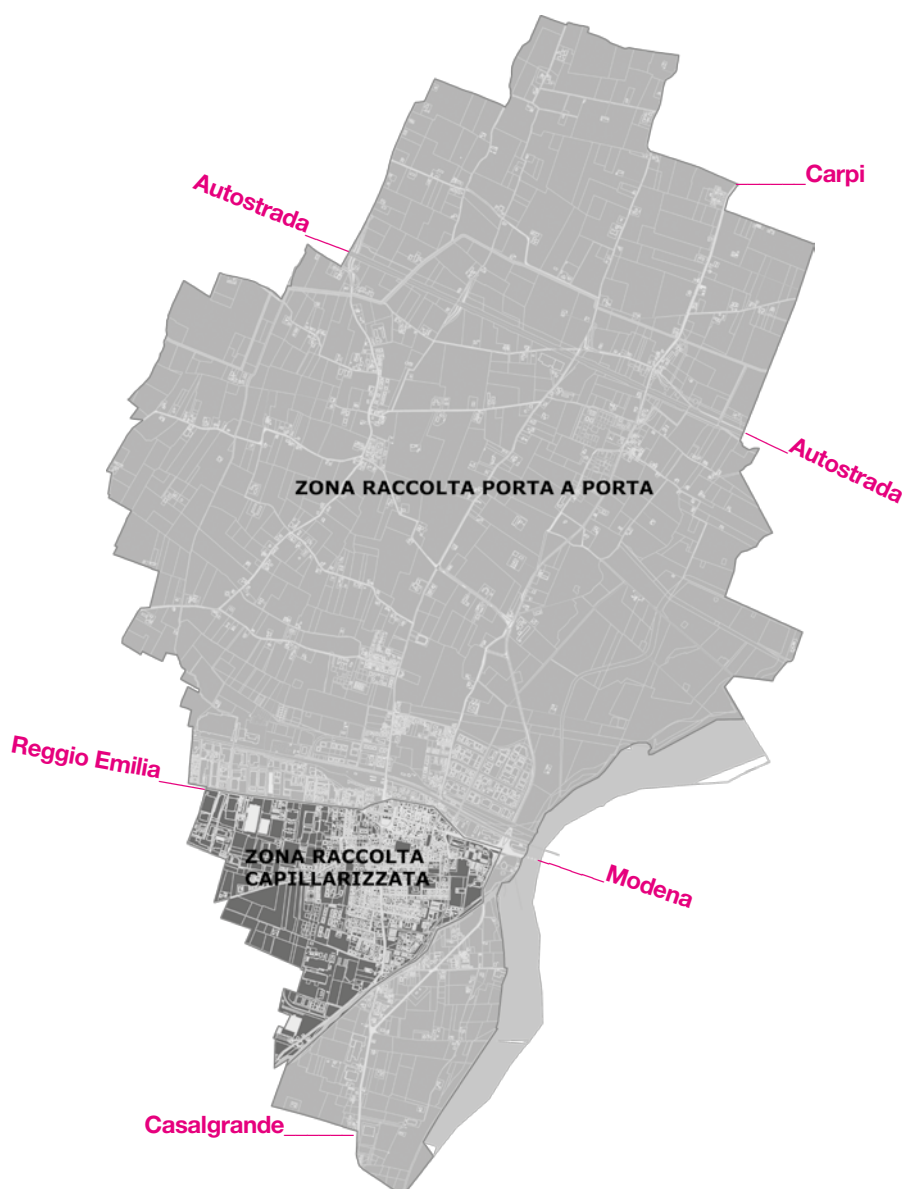 Carpi
Autostrada
Autostrada
ZONA RACCOLTA PORTA A PORTA
Reggio Emilia
ZONA RACCOLTA
CAPILLARIZZATA
Modena
Casalgrande